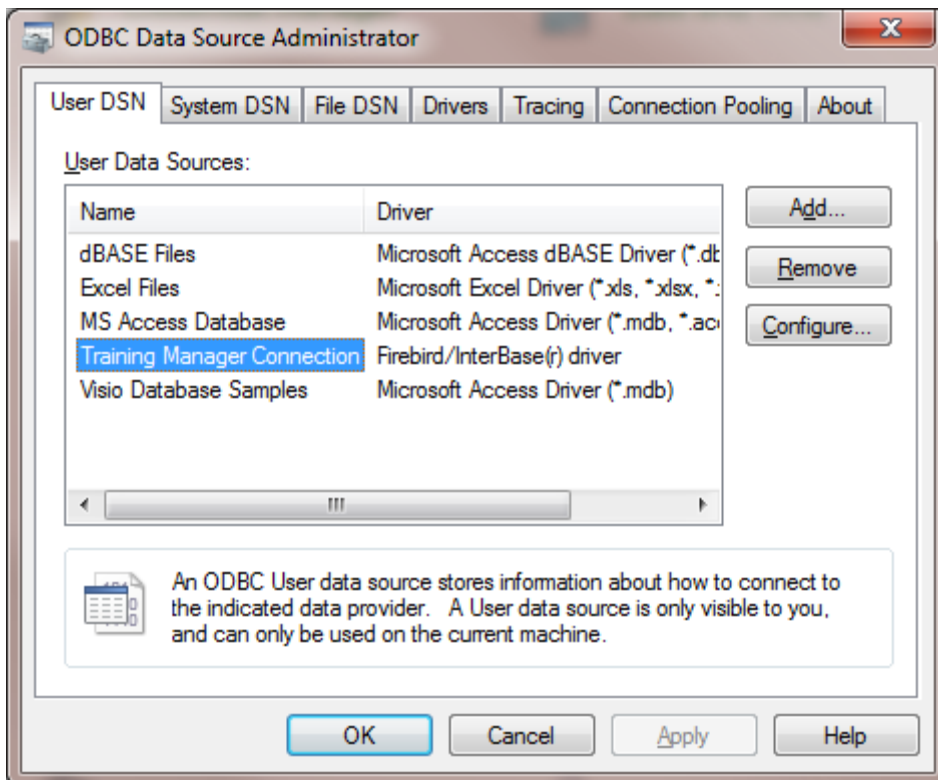 ODBC Data Source Administrator
User DSN System DSN File DSN Drivers Tracing Connection Pooling About
User Data Sources:
Name Driver
dBASE Files Microsoft Access dBASE Driver (*.db
Excel Files Microsoft Excel Driver (*.xls, *.xlsx, *.
MS Access Database Microsoft Access Driver (*.mdb, *.acc
Training Manager Connection Firebird/InterBase(r) driver
Visio Database Samples Microsoft Access Driver (*.mdb)
Add...
Remove
Configure...
An ODBC User data source stores information about how to connect to
the indicated data provider. A User data source is only visible to you,
and can only be used on the current machine.
OK Cancel Apply Help